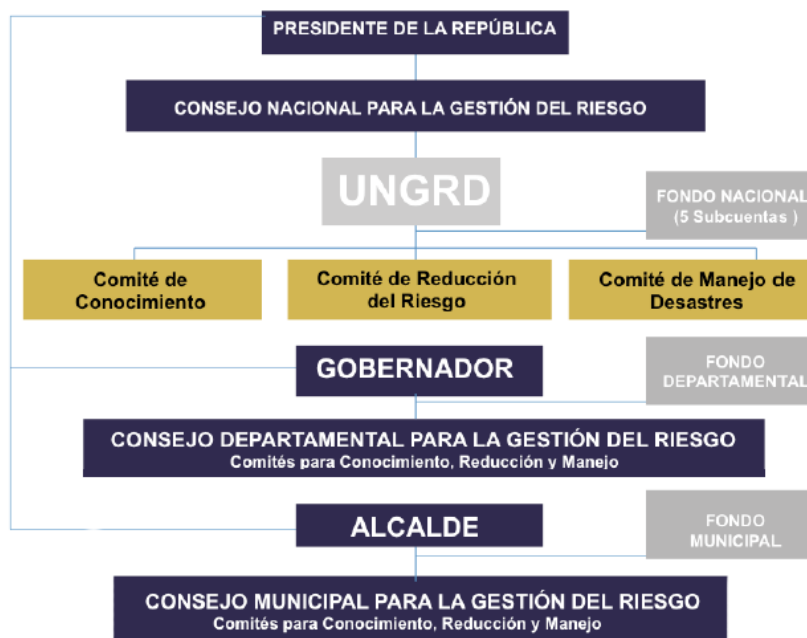 PRESIDENTE DE LA REPÚBLICA
CONSEJO NACIONAL PARA LA GESTIÓN DEL RIESGO
UNGRD
FONDO NACIONAL
(5 Subcuentas )
Comité de
Conocimiento
Comité de Reducción
del Riesgo
Comité de Manejo de
Desastres
GOBERNADOR
FONDO
DEPARTAMENTAL
CONSEJO DEPARTAMENTAL PARA LA GESTIÓN DEL RIESGO
Comités para Conocimiento, Reducción y Manejo
ALCALDE
FONDO
MUNICIPAL
CONSEJO MUNICIPAL PARA LA GESTIÓN DEL RIESGO
Comités para Conocimiento, Reducción y Manejo